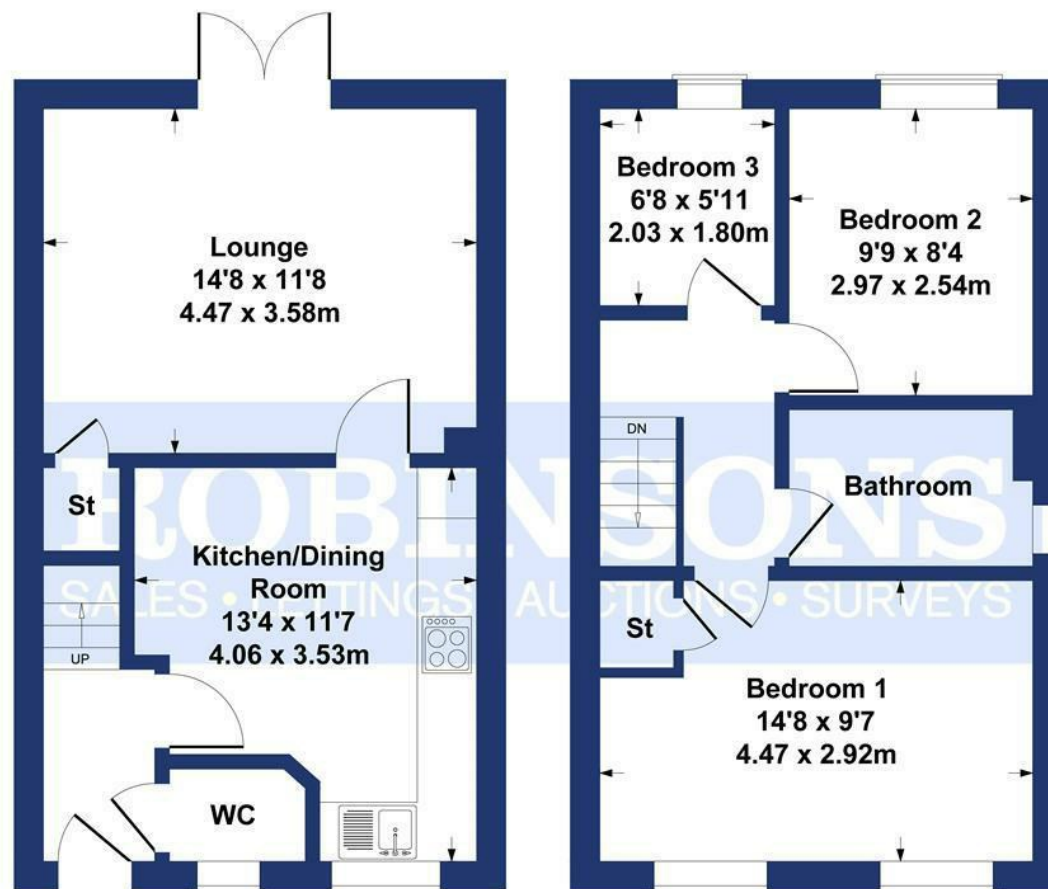 Lounge
14'8 x 11'8
4.47 x 3.58m
St
Kitchen/Dining
Room
13'4 x 11'7
4.06 x 3.53m
UP
WC
Bedroom 3
6'8 x 5'11
2.03 x 1.80m
Bedroom 2
9'9 x 8'4
2.97 x 2.54m
DN
Bathroom
St
Bedroom 1
14'8 x 9'7
4.47 x 2.92m
ROBINSONS
SALES • LETTINGS • AUCTIONS • SURVEYS